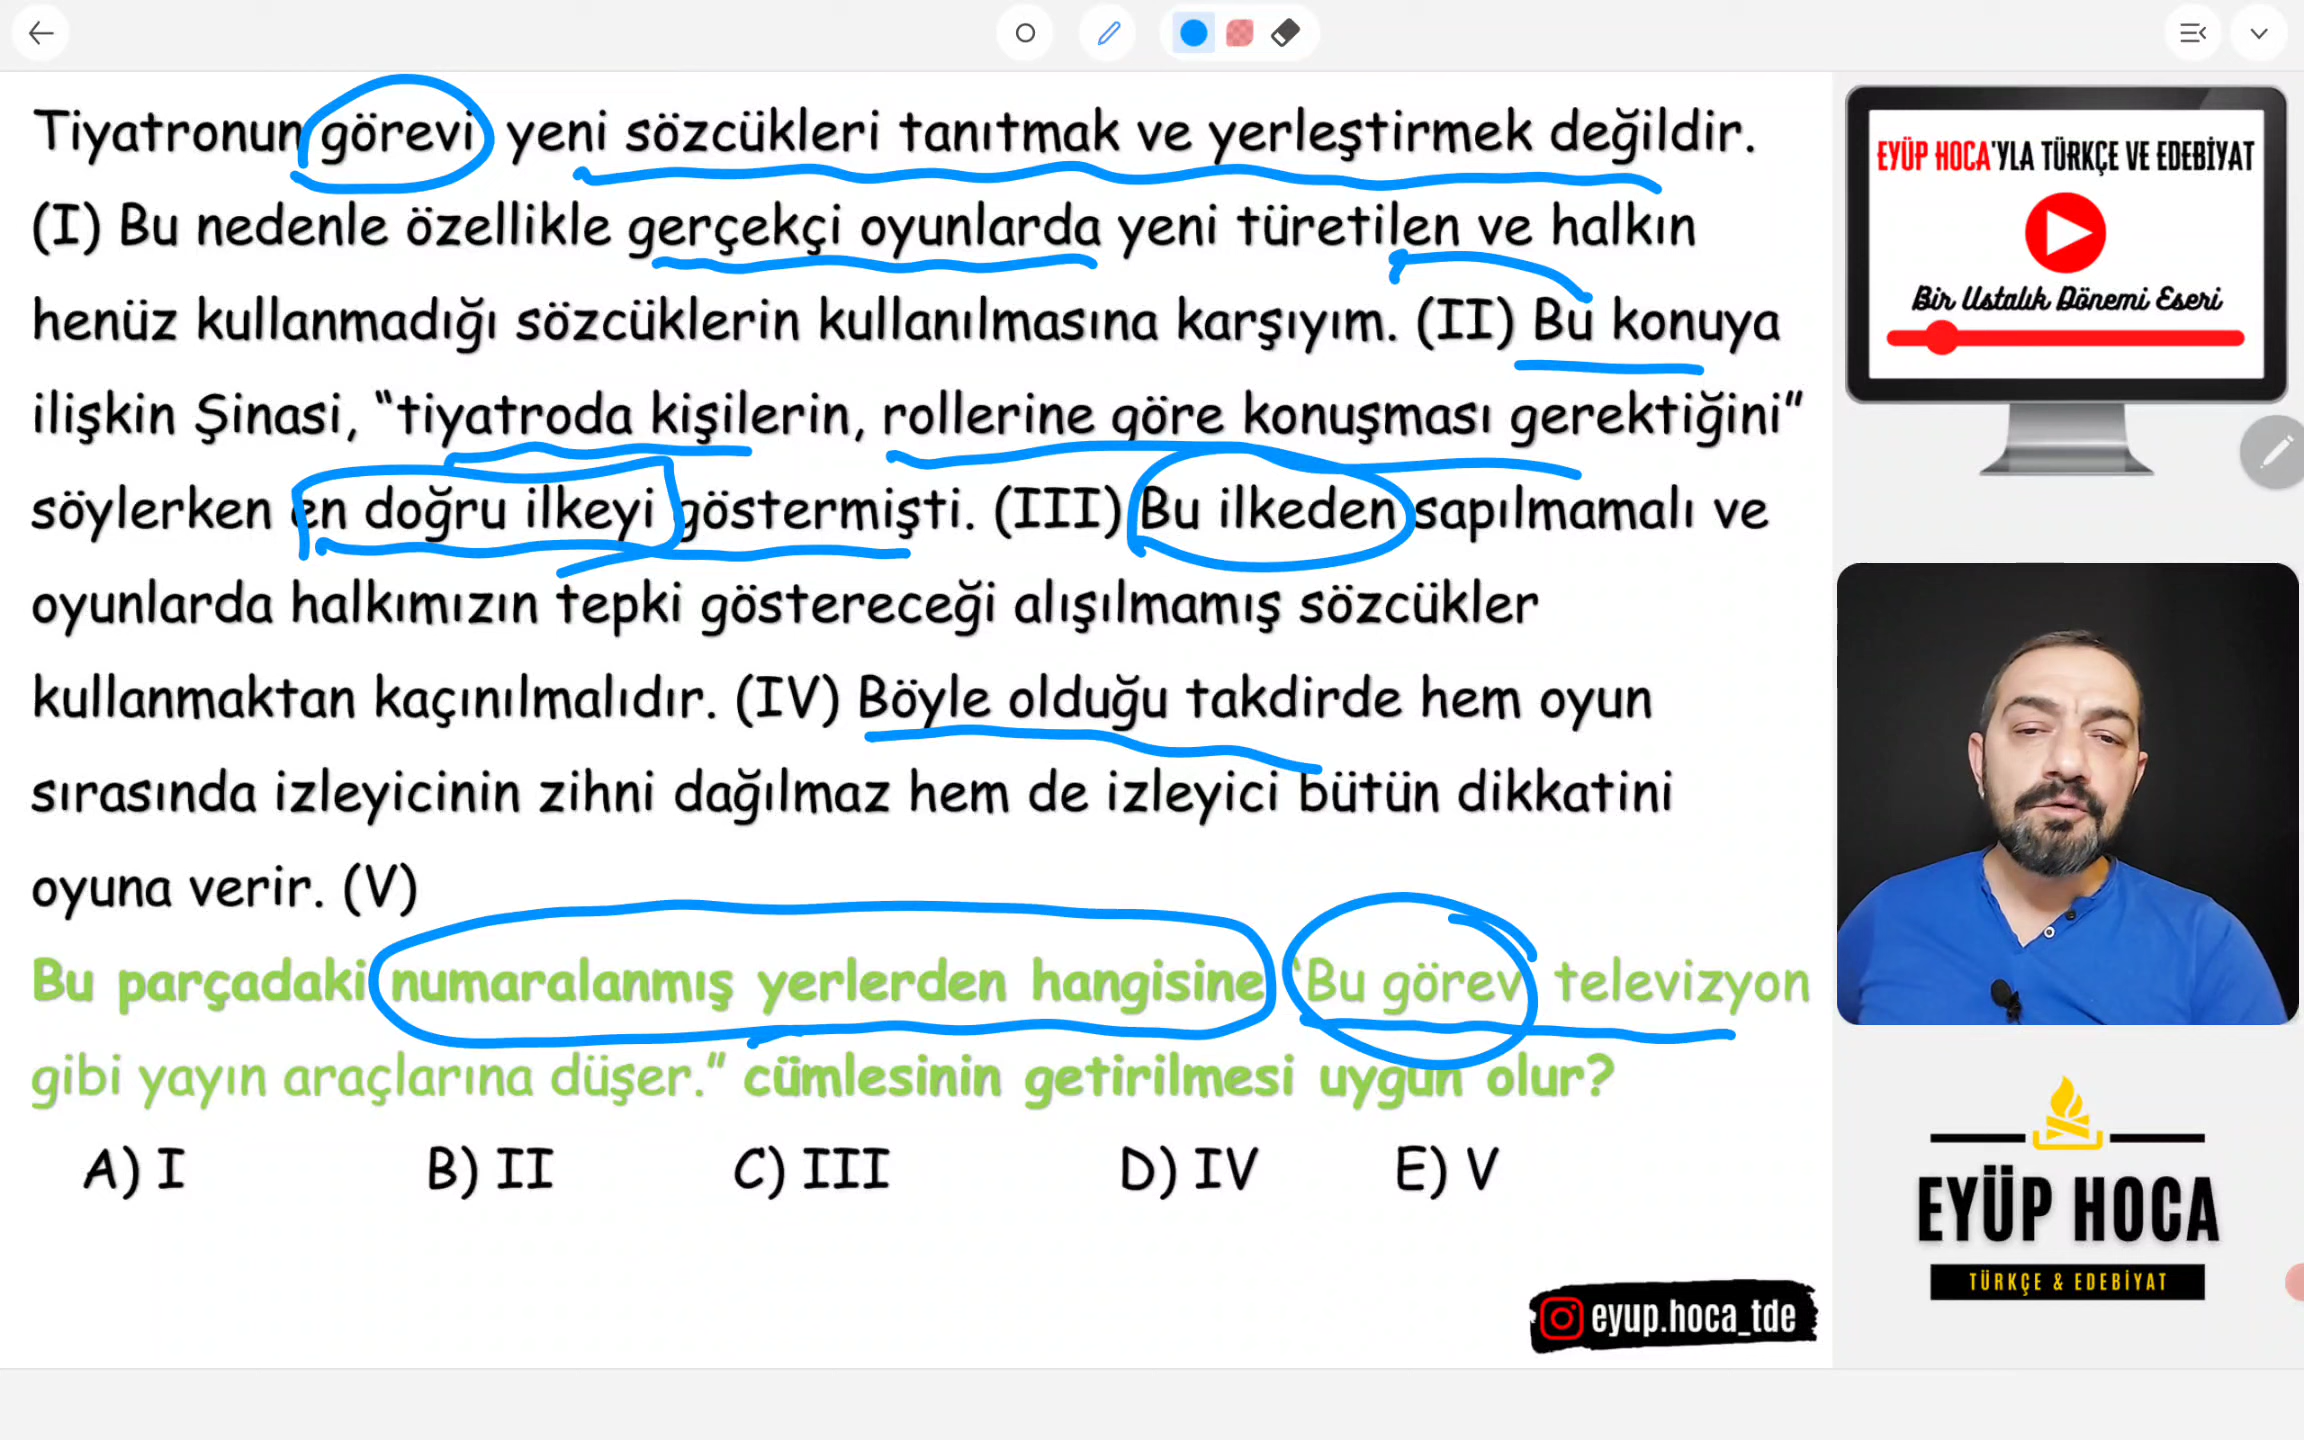 Tiyatronun görevi yeni sözcükleri tanıtmak ve yerleştirmek değildir.
(I) Bu nedenle özellikle gerçekçi oyunlarda yeni türetilen ve halkın
henüz kullanmadığı sözcüklerin kullanılmasına karşıyım. (II) Bu konuya
ilişkin Şinasi, “tiyatroda kişilerin, rollerine göre konuşması gerektiğini”
söylerken en doğru ilkeyi göstermişti. (III) Bu ilkeden sapılmamalı ve
oyunlarda halkımızın tepki göstereceği alışılmamış sözcükler
kullanmaktan kaçınılmalıdır. (IV) Böyle olduğu takdirde hem oyun
sırasında izleyicinin zihni dağılmaz hem de izleyici bütün dikkatini
oyuna verir. (V)
Bu parçadaki numaralanmış yerlerden hangisine “Bu görev televizyon
gibi yayın araçlarına düşer.” cümlesinin getirilmesi uygun olur?
A) I B) II C) III D) IV E) V
EYÜP HOCA'YLA TÜRKÇE VE EDEBİYAT
Bir Ustalık Dönemi Eseri
EYÜP HOCA
TÜRKÇE & EDEBİYAT
eyup.hoca_tde